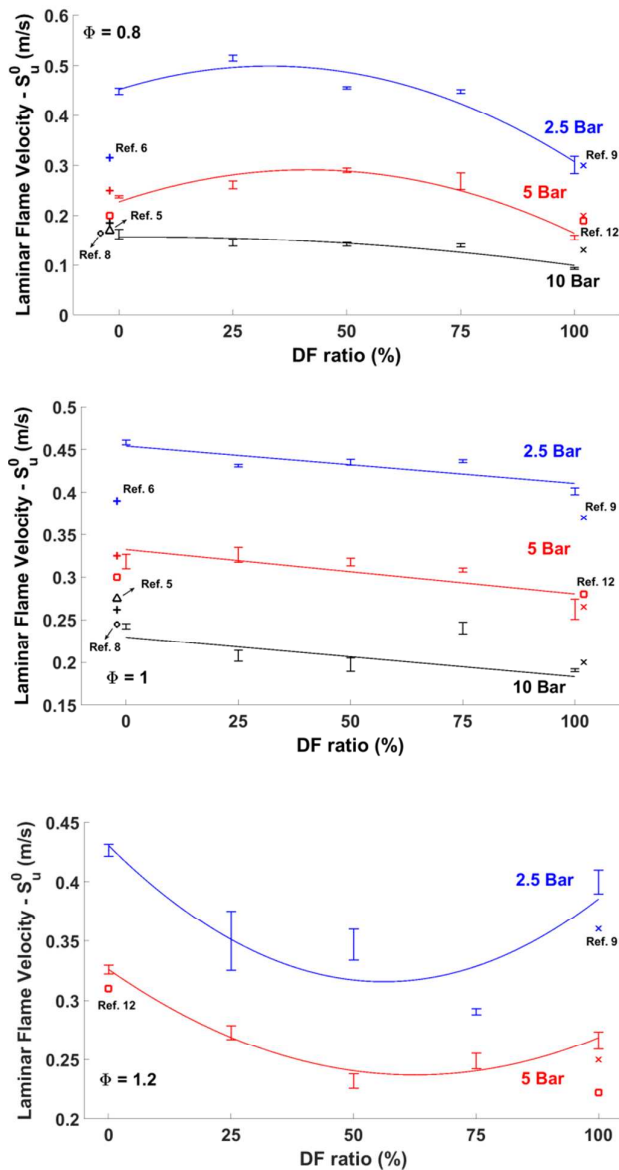 0.6
Φ = 0.8
0.5
0.4
0.3
0.2
0.1
0
Laminar Flame Velocity - S_u^0 (m/s)
2.5 Bar
Ref. 6
Ref. 9
5 Bar
Ref. 5
Ref. 12
Ref. 8
10 Bar
0 25 50 75 100
DF ratio (%)
0.5
0.45
0.4
0.35
0.3
0.25
0.2
0.15
Laminar Flame Velocity - S_u^0 (m/s)
2.5 Bar
Ref. 6
Ref. 9
5 Bar
Ref. 5
Ref. 12
Ref. 8
Φ = 1
10 Bar
0 25 50 75 100
DF ratio (%)
0.45
0.4
0.35
0.3
0.25
0.2
Laminar Flame Velocity - S_u^0 (m/s)
2.5 Bar
Ref. 9
Ref. 12
Φ = 1.2
5 Bar
0 25 50 75 100
DF ratio (%)